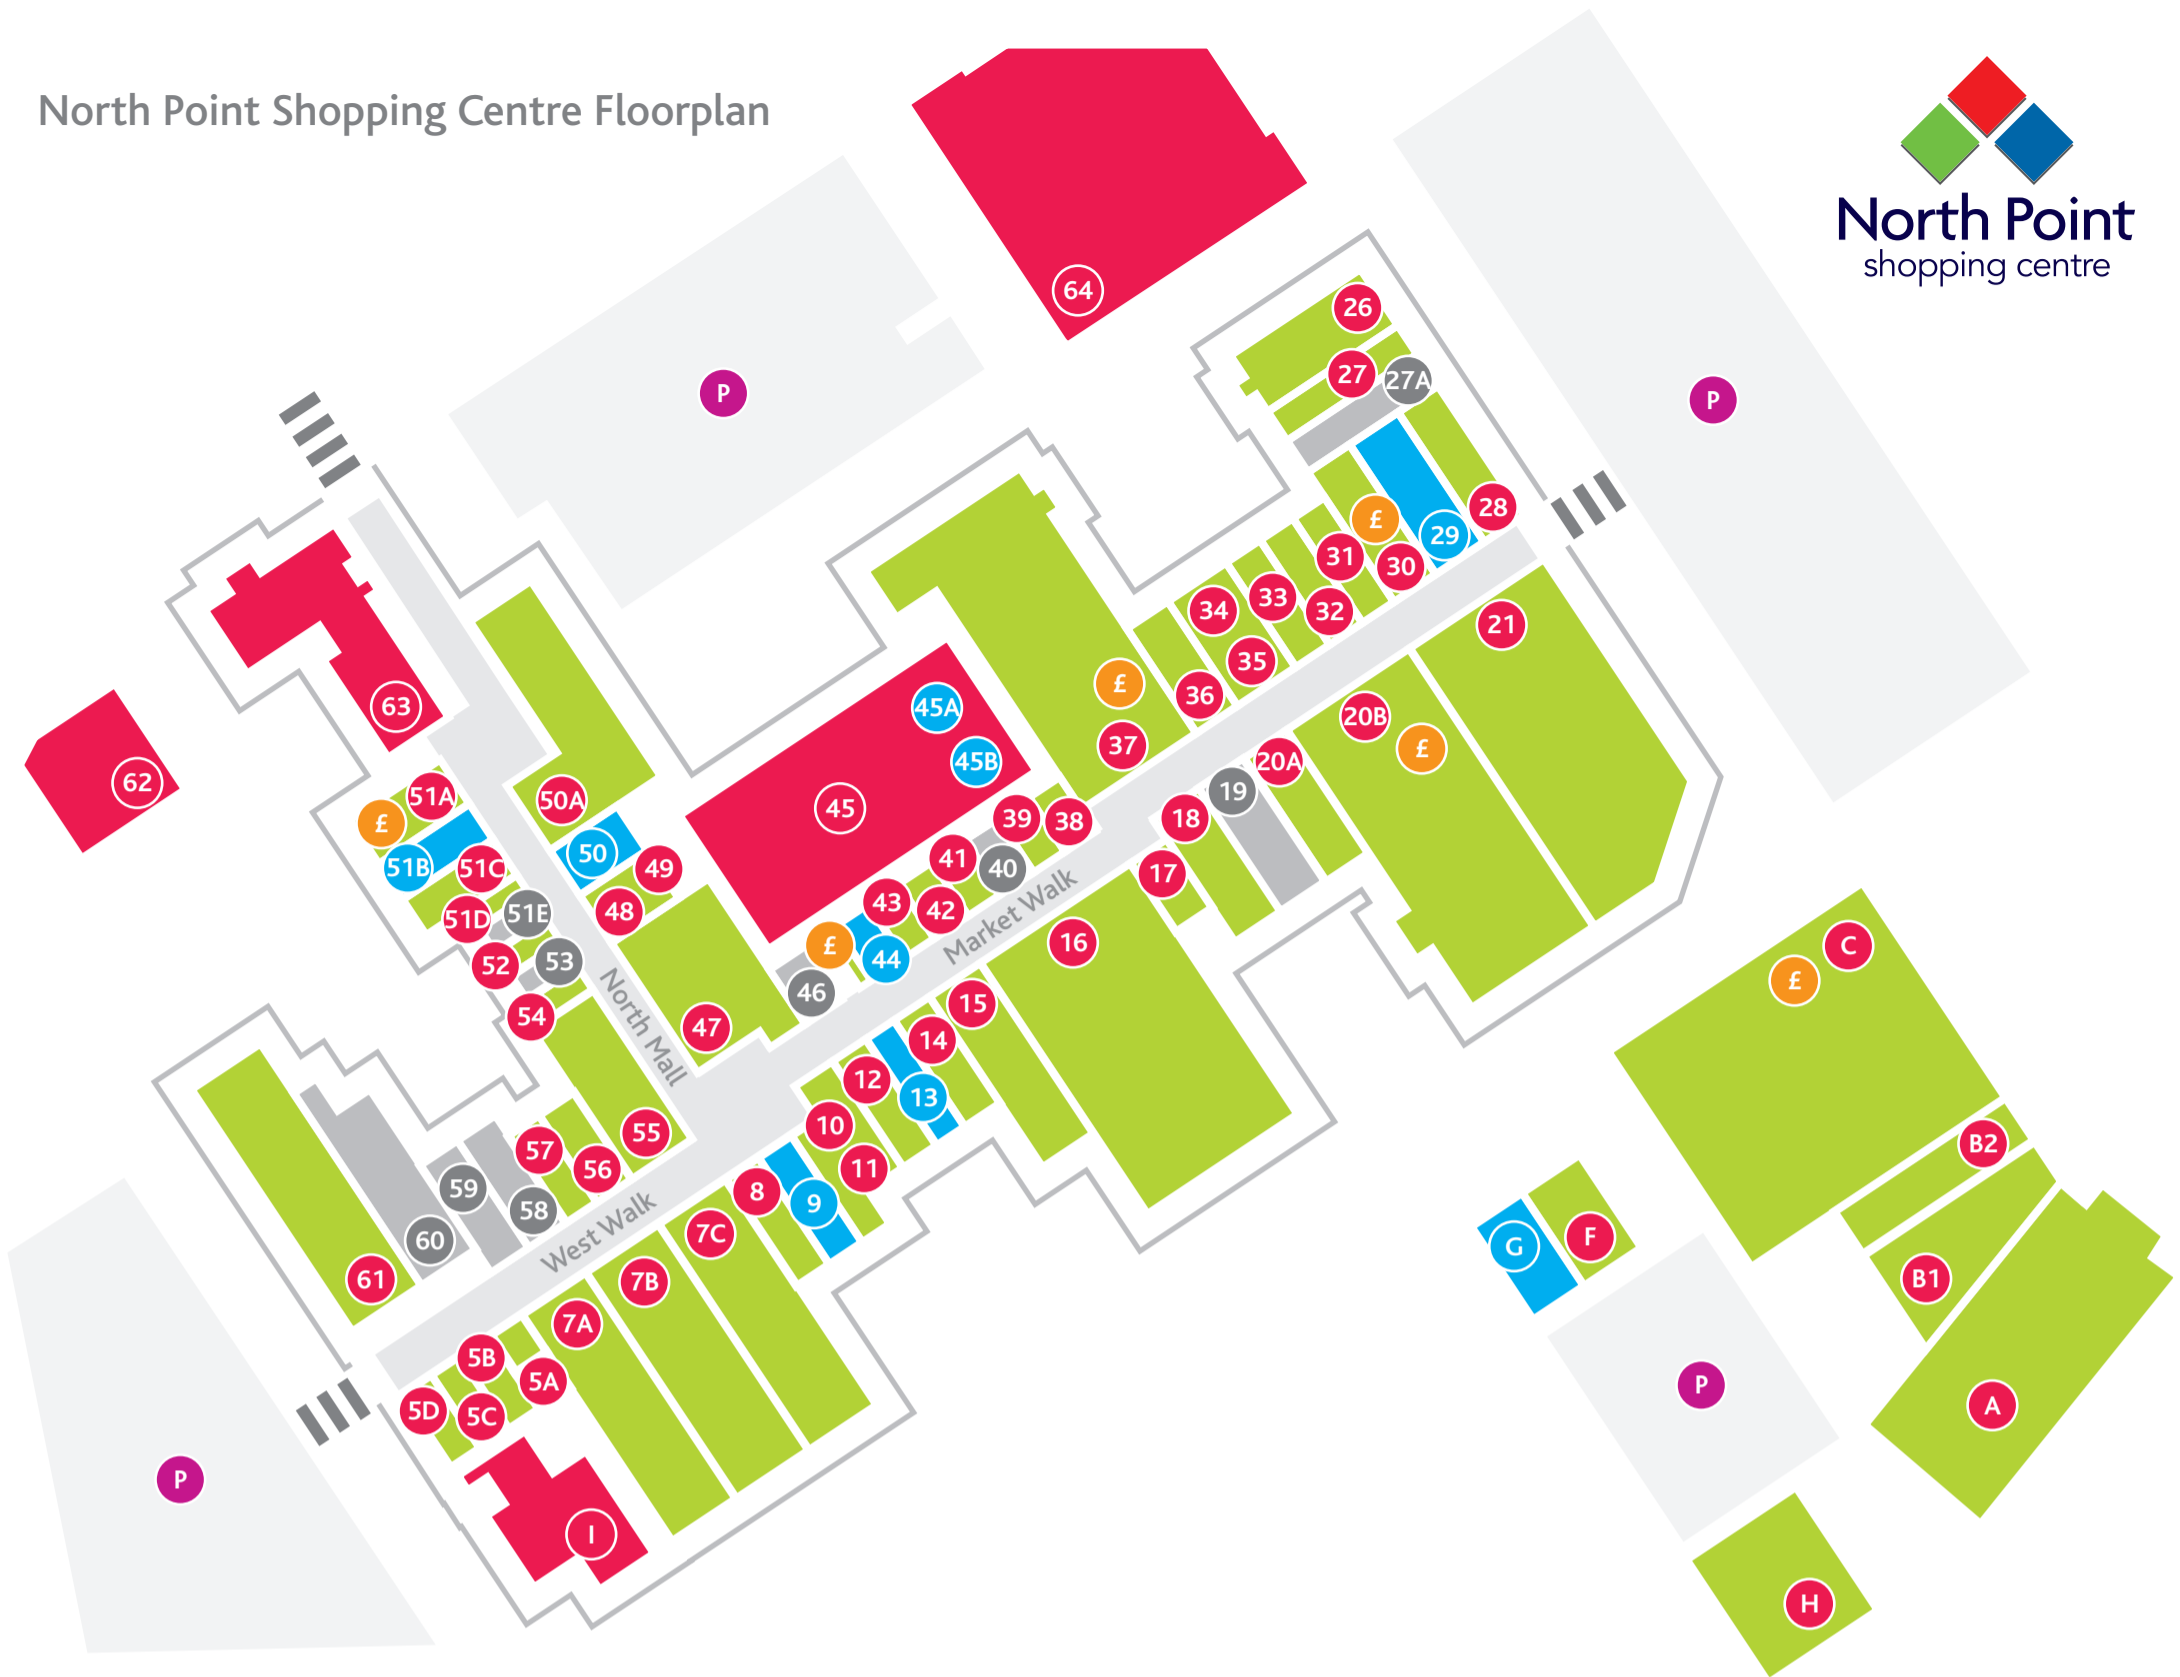 North Point Shopping Centre Floorplan
North Point
shopping centre
64
26
27
27A
P
P
28
£
29
31
30
33
34
32
35
21
63
£
36
45A
20B
37
£
45B
20A
62
51A
50A
45
19
£
39
38
18
50
41
40
17
51B
51C
49
43
42
48
51D
51E
Market Walk
16
£
44
C
52
53
46
£
54
North Mall
47
15
14
12
13
10
55
B2
57
56
11
59
8
9
58
West Walk
7C
60
F
G
61
7B
B1
7A
5B
5A
P
5D
5C
A
P
I
H